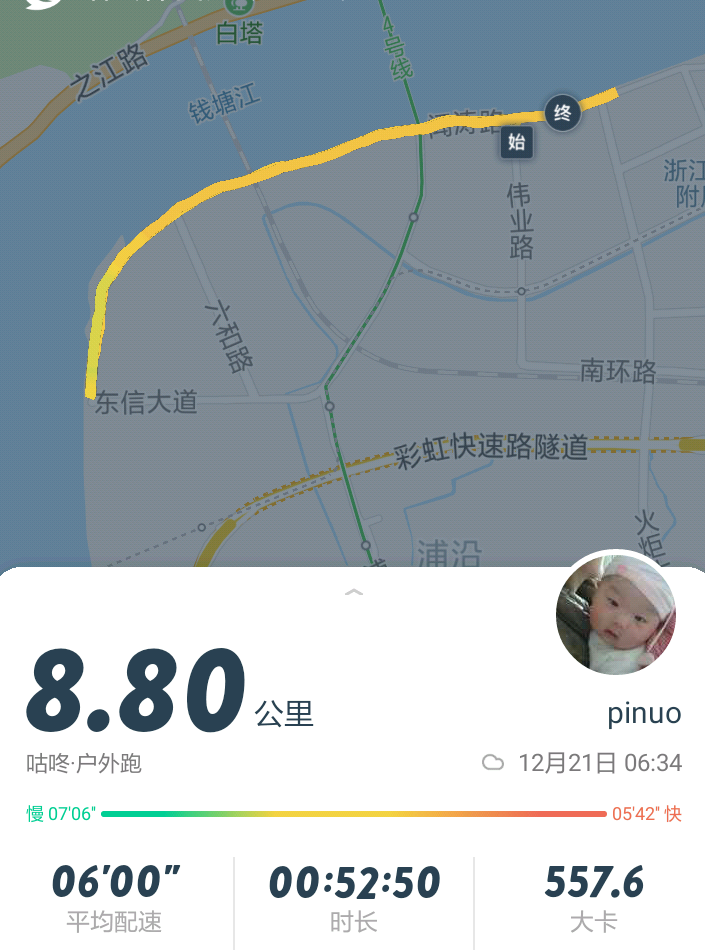 白塔
4号线
之江路
钱塘江
闻涛路
终
始
浙江
伟业路
六和路
南环路
东信大道
彩虹快速路隧道
浦沿
8.80 公里
pinuo
咕咚·户外跑
12月21日 06:34
慢 07'06"
05'42" 快
06'00"
00:52:50
557.6
平均配速
时长
大卡